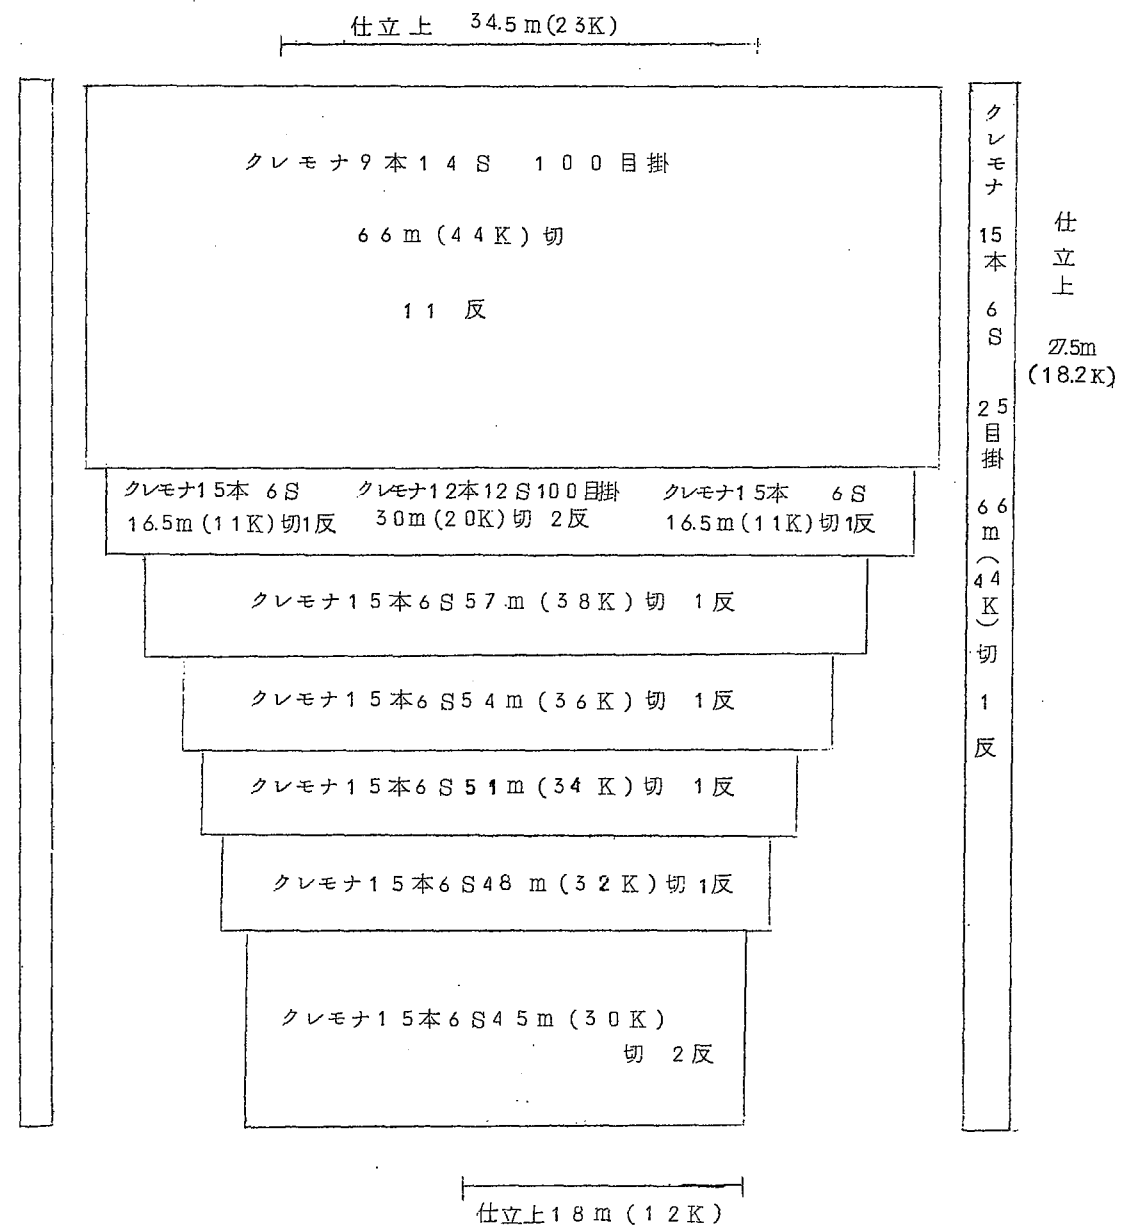 仕立上 34.5m(23K)
クレモナ9本14S 100目掛
66m(44K)切
11 反
クレモナ15本 6S
16.5m(11K)切1反
クレモナ12本12S100目掛
30m(20K)切 2反
クレモナ15本 6S
16.5m(11K)切1反
クレモナ15本6S57m(38K)切 1反
クレモナ15本6S54m(36K)切 1反
クレモナ15本6S51m(34K)切 1反
クレモナ15本6S48m(32K)切1反
クレモナ15本6S45m(30K)
切 2反
クレモナ 15本 6S 25目掛 66m(44K)切 1反
仕立上
27.5m
(18.2K)
仕立上18m(12K)